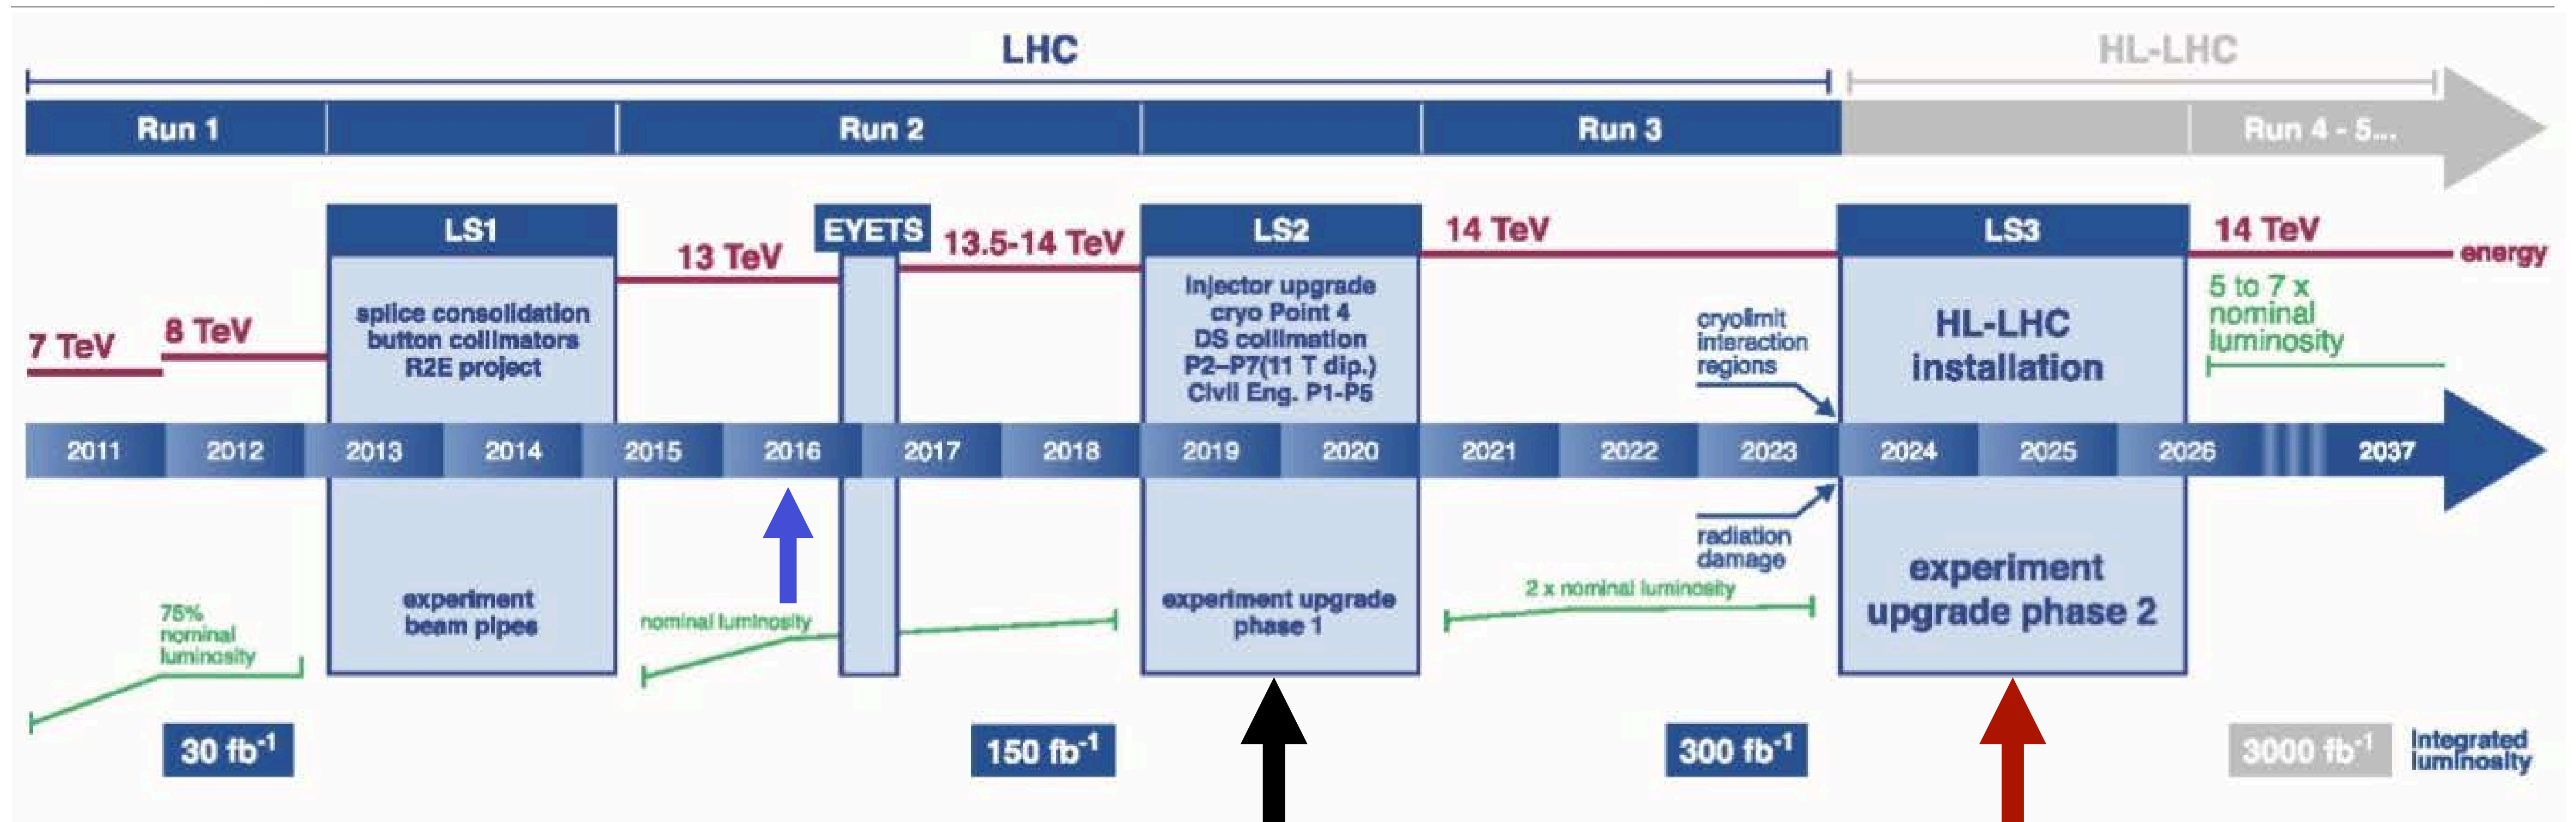 LHC
HL-LHC
Run 1
Run 2
Run 3
Run 4 - 5...
LS1
EYETS
LS2
LS3
7 TeV
8 TeV
13 TeV
13.5-14 TeV
14 TeV
14 TeV
energy
splice consolidation
button collimators
R2E project
injector upgrade
cryo Point 4
DS collimation
P2–P7(11 T dip.)
Civil Eng. P1-P5
cryolimit
interaction
regions
HL-LHC
installation
5 to 7 x
nominal
luminosity
2011
2012
2013
2014
2015
2016
2017
2018
2019
2020
2021
2022
2023
2024
2025
2026
2037
75%
nominal
luminosity
experiment
beam pipes
nominal luminosity
experiment upgrade
phase 1
2 x nominal luminosity
radiation
damage
experiment
upgrade phase 2
30 fb⁻¹
150 fb⁻¹
300 fb⁻¹
3000 fb⁻¹
Integrated
luminosity